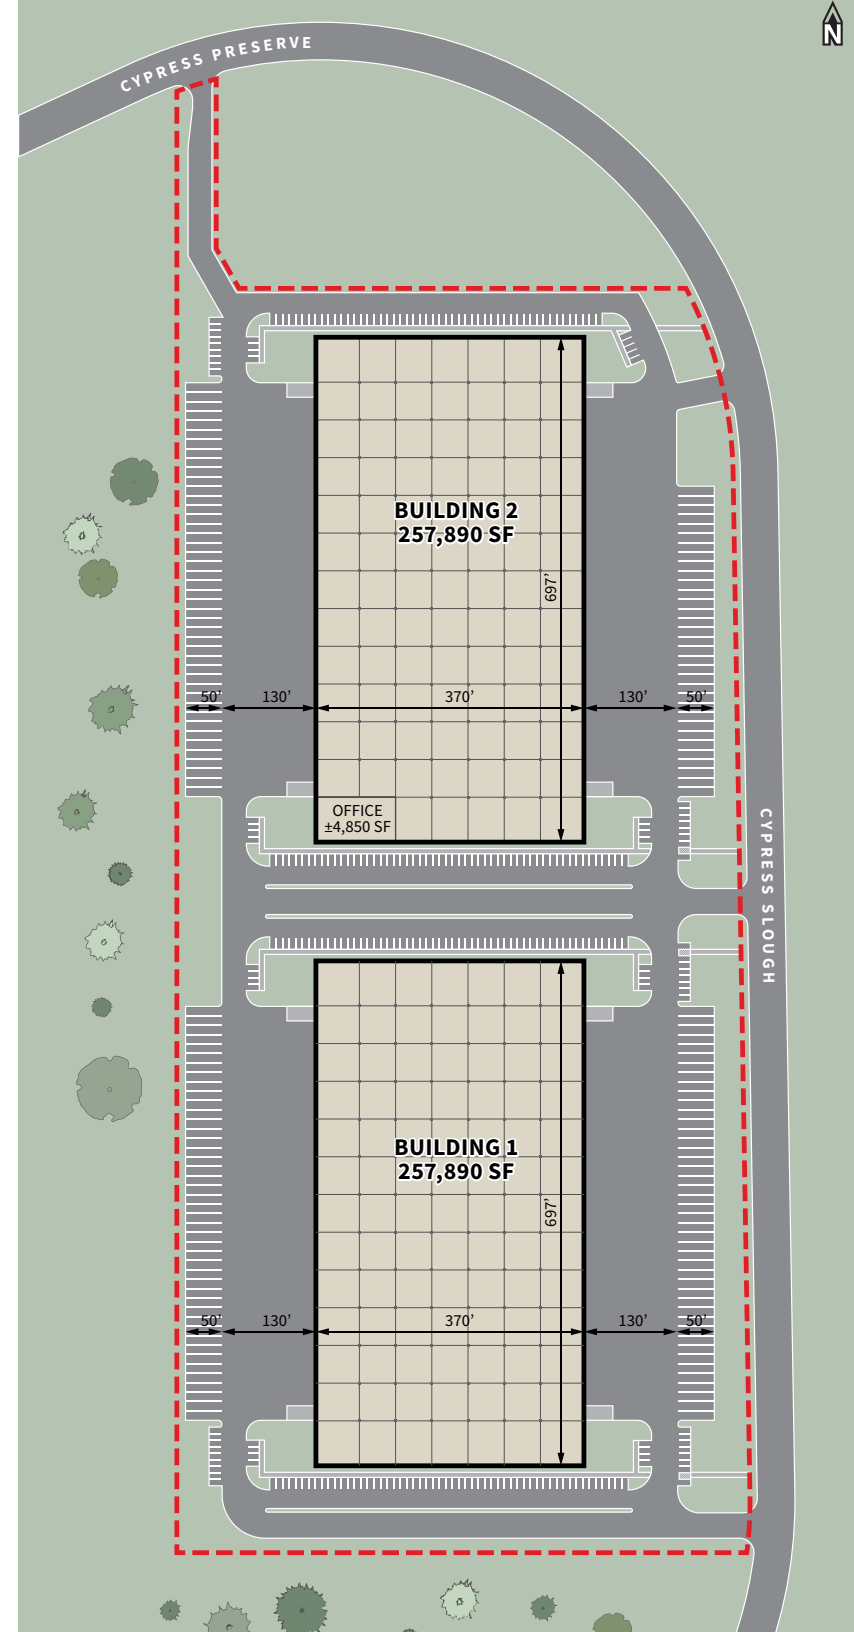 N
CYPRESS PRESERVE
BUILDING 2
257,890 SF
697’
50’ 130’ 370’ 130’ 50’
OFFICE
±4,850 SF
CYPRESS SLOUGH
BUILDING 1
257,890 SF
697’
50’ 130’ 370’ 130’ 50’